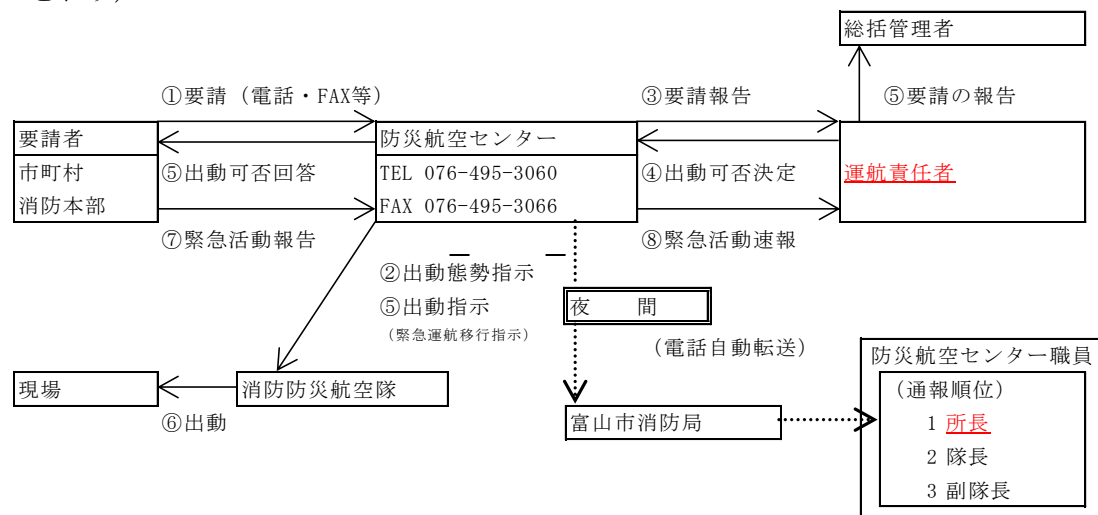 総括管理者
①要請（電話・FAX等）
③要請報告
⑤要請の報告
要請者
市町村
消防本部
⑤出動可否回答
防災航空センター
TEL 076-495-3060
FAX 076-495-3066
④出動可否決定
運航責任者
⑦緊急活動報告
⑧緊急活動速報
②出動態勢指示
⑤出動指示
（緊急運航移行指示）
夜　間
（電話自動転送）
現場
消防防災航空隊
⑥出動
富山市消防局
防災航空センター職員
（通報順位）
1 所長
2 隊長
3 副隊長